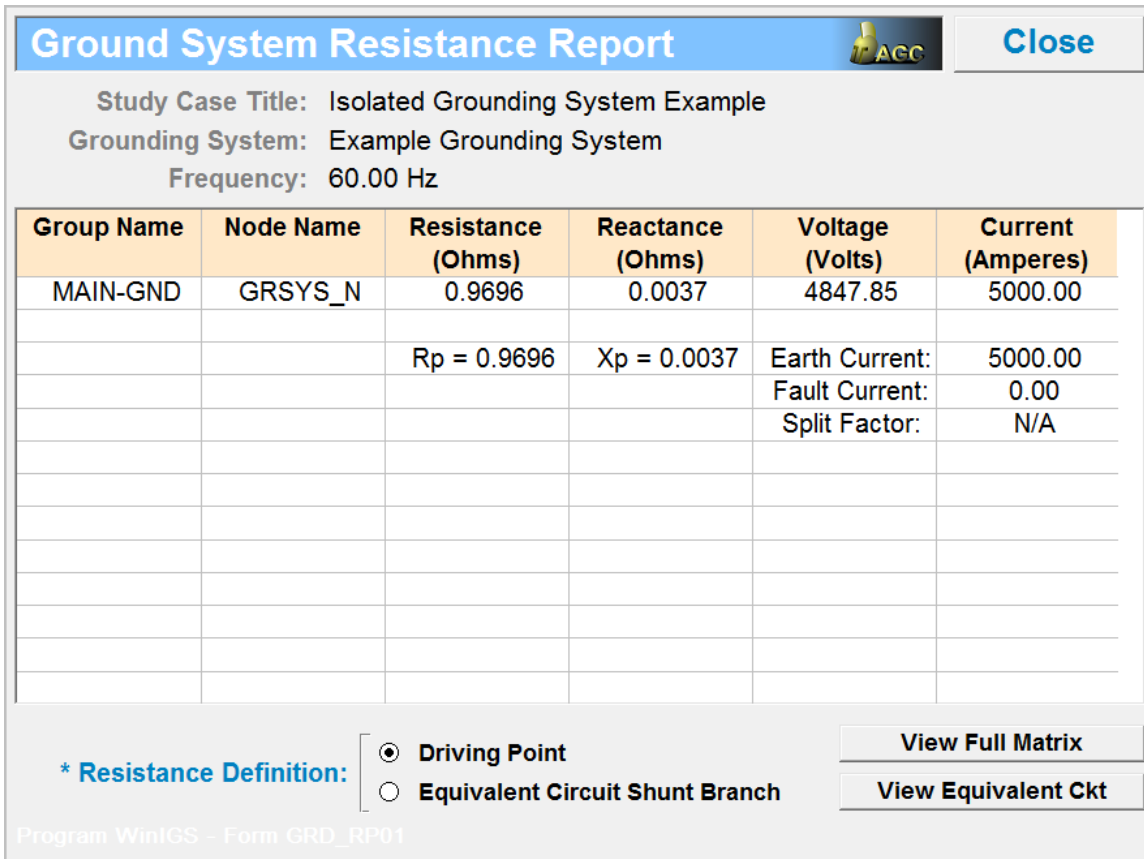 Ground System Resistance Report
AGC
Close
Study Case Title: Isolated Grounding System Example
Grounding System: Example Grounding System
Frequency: 60.00 Hz
Group Name Node Name Resistance (Ohms) Reactance (Ohms) Voltage (Volts) Current (Amperes)
MAIN-GND GRSYS_N 0.9696 0.0037 4847.85 5000.00
Rp = 0.9696 Xp = 0.0037 Earth Current: 5000.00
Fault Current: 0.00
Split Factor: N/A
* Resistance Definition:
Driving Point
Equivalent Circuit Shunt Branch
View Full Matrix
View Equivalent Ckt
Program WinIGS - Form GRD_RP01